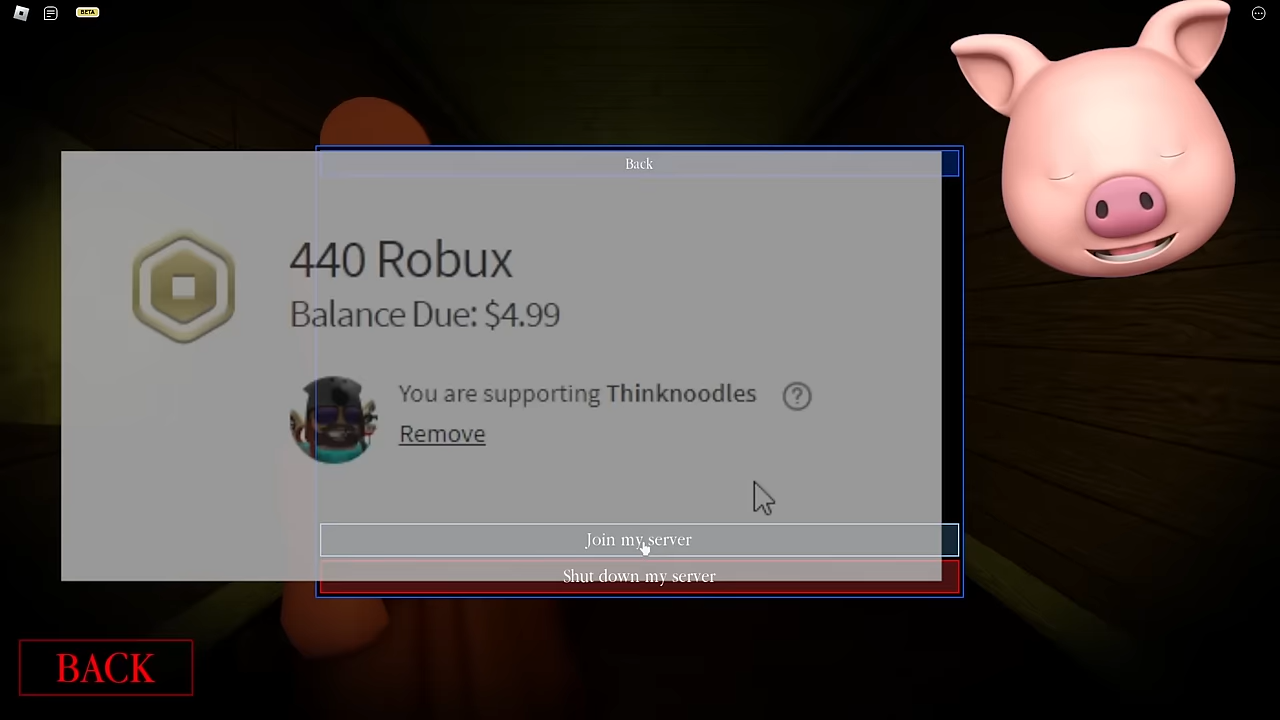 BETA
Back
440 Robux
Balance Due: $4.99
You are supporting Thinknoodles ?
Remove
Join my server
Shut down my server
BACK